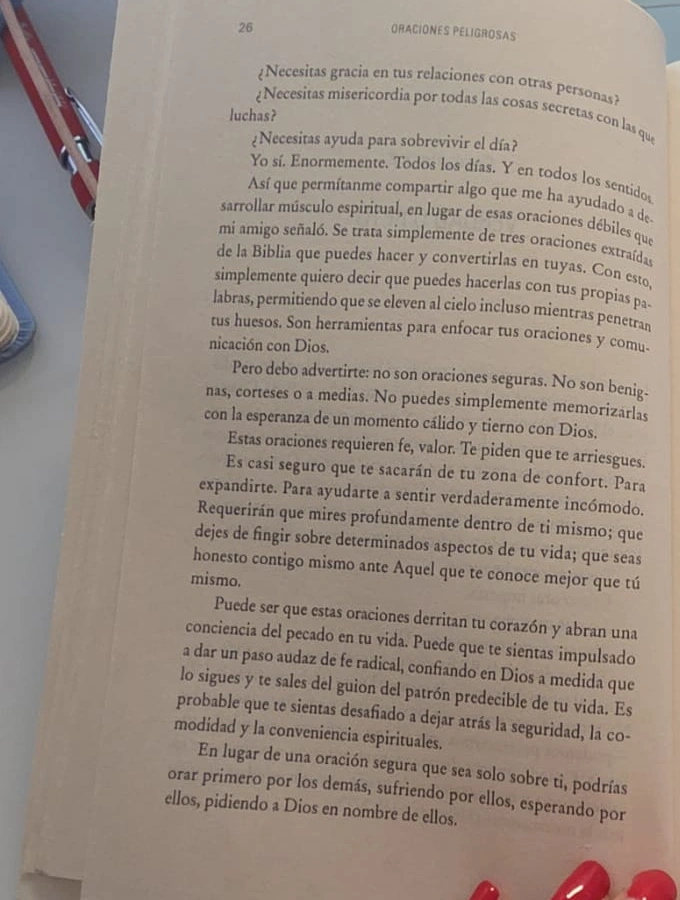 26
ORACIONES PELIGROSAS
¿Necesitas gracia en tus relaciones con otras personas?
¿Necesitas misericordia por todas las cosas secretas con las que
luchas?
¿Necesitas ayuda para sobrevivir el día?
Yo sí. Enormemente. Todos los días. Y en todos los sentidos.
Así que permítanme compartir algo que me ha ayudado a de-
sarrollar músculo espiritual, en lugar de esas oraciones débiles que
mi amigo señaló. Se trata simplemente de tres oraciones extraídas
de la Biblia que puedes hacer y convertirlas en tuyas. Con esto,
simplemente quiero decir que puedes hacerlas con tus propias pa-
labras, permitiendo que se eleven al cielo incluso mientras penetran
tus huesos. Son herramientas para enfocar tus oraciones y comu-
nicación con Dios.
Pero debo advertirte: no son oraciones seguras. No son benig-
nas, corteses o a medias. No puedes simplemente memorizarlas
con la esperanza de un momento cálido y tierno con Dios.
Estas oraciones requieren fe, valor. Te piden que te arriesgues.
Es casi seguro que te sacarán de tu zona de confort. Para
expandirte. Para ayudarte a sentir verdaderamente incómodo.
Requerirán que mires profundamente dentro de ti mismo; que
dejes de fingir sobre determinados aspectos de tu vida; que seas
honesto contigo mismo ante Aquel que te conoce mejor que tú
mismo.
Puede ser que estas oraciones derritan tu corazón y abran una
conciencia del pecado en tu vida. Puede que te sientas impulsado
a dar un paso audaz de fe radical, confiando en Dios a medida que
lo sigues y te sales del guion del patrón predecible de tu vida. Es
probable que te sientas desafiado a dejar atrás la seguridad, la co-
modidad y la conveniencia espirituales.
En lugar de una oración segura que sea solo sobre ti, podrías
orar primero por los demás, sufriendo por ellos, esperando por
ellos, pidiendo a Dios en nombre de ellos.